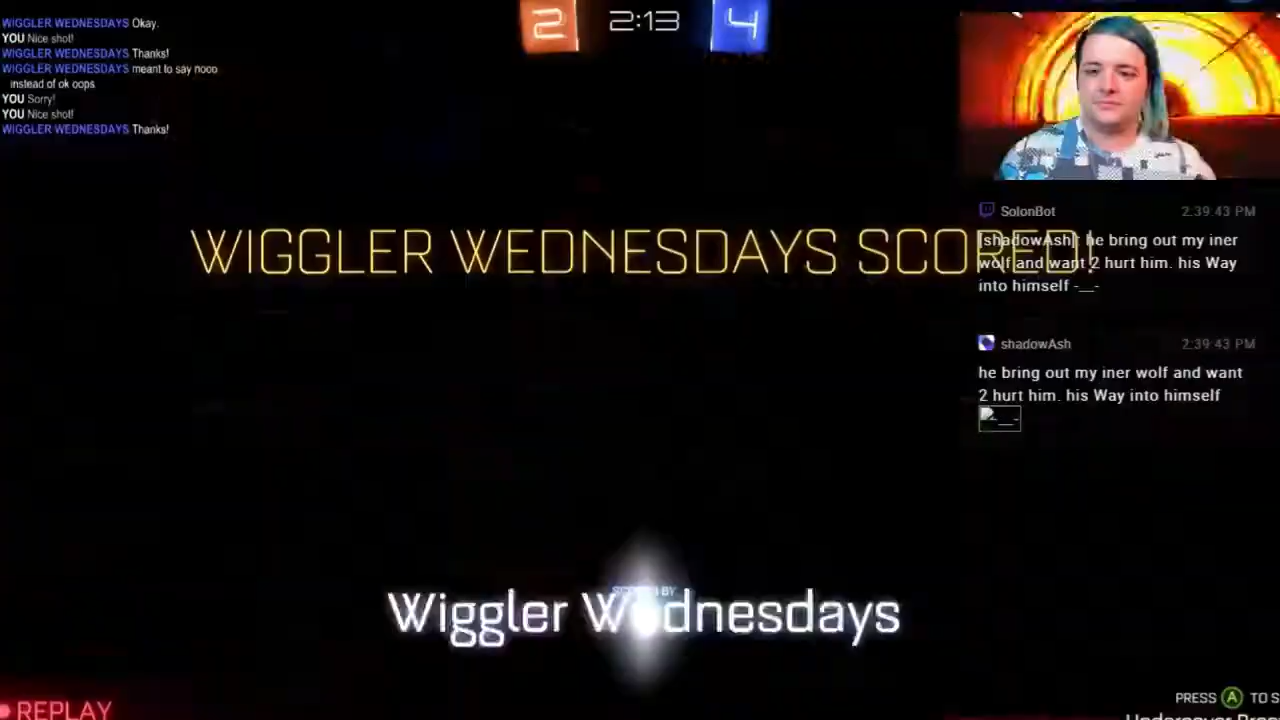 WIGGLER WEDNESDAYS Okay.
YOU Nice shot!
WIGGLER WEDNESDAYS Thanks!
WIGGLER WEDNESDAYS meant to say nooo
instead of ok oops
YOU Sorry!
YOU Nice shot!
WIGGLER WEDNESDAYS Thanks!
2 2:13 4
WIGGLER WEDNESDAYS SCORED!
SolonBot 2:39:43 PM
[shadowAsh]: he bring out my iner
wolf and want 2 hurt him. his Way
into himself -__-
shadowAsh 2:39:43 PM
he bring out my iner wolf and want
2 hurt him. his Way into himself
-__-
BY
Wiggler Wednesdays
REPLAY
PRESS A TO S